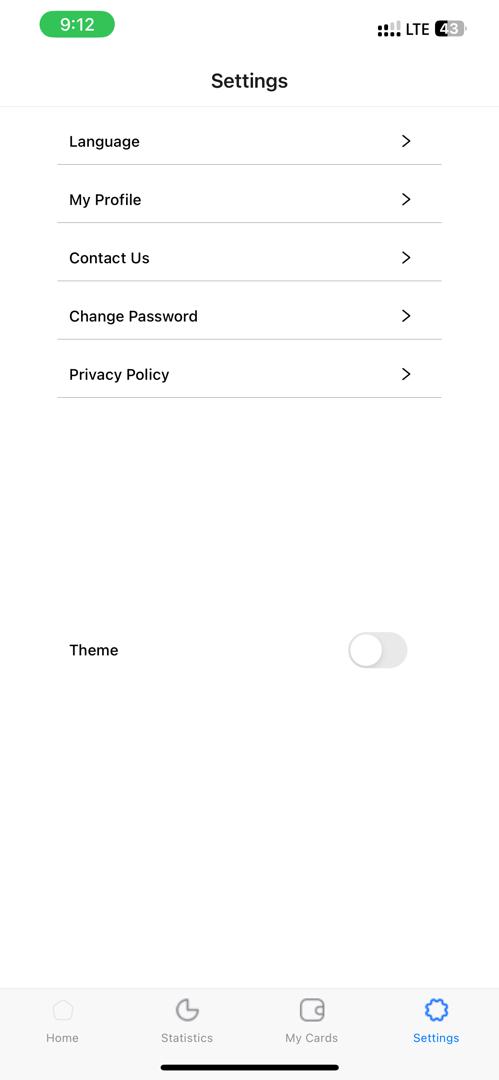 9:12
LTE 43
Settings
Language
My Profile
Contact Us
Change Password
Privacy Policy
Theme
Home Statistics My Cards Settings